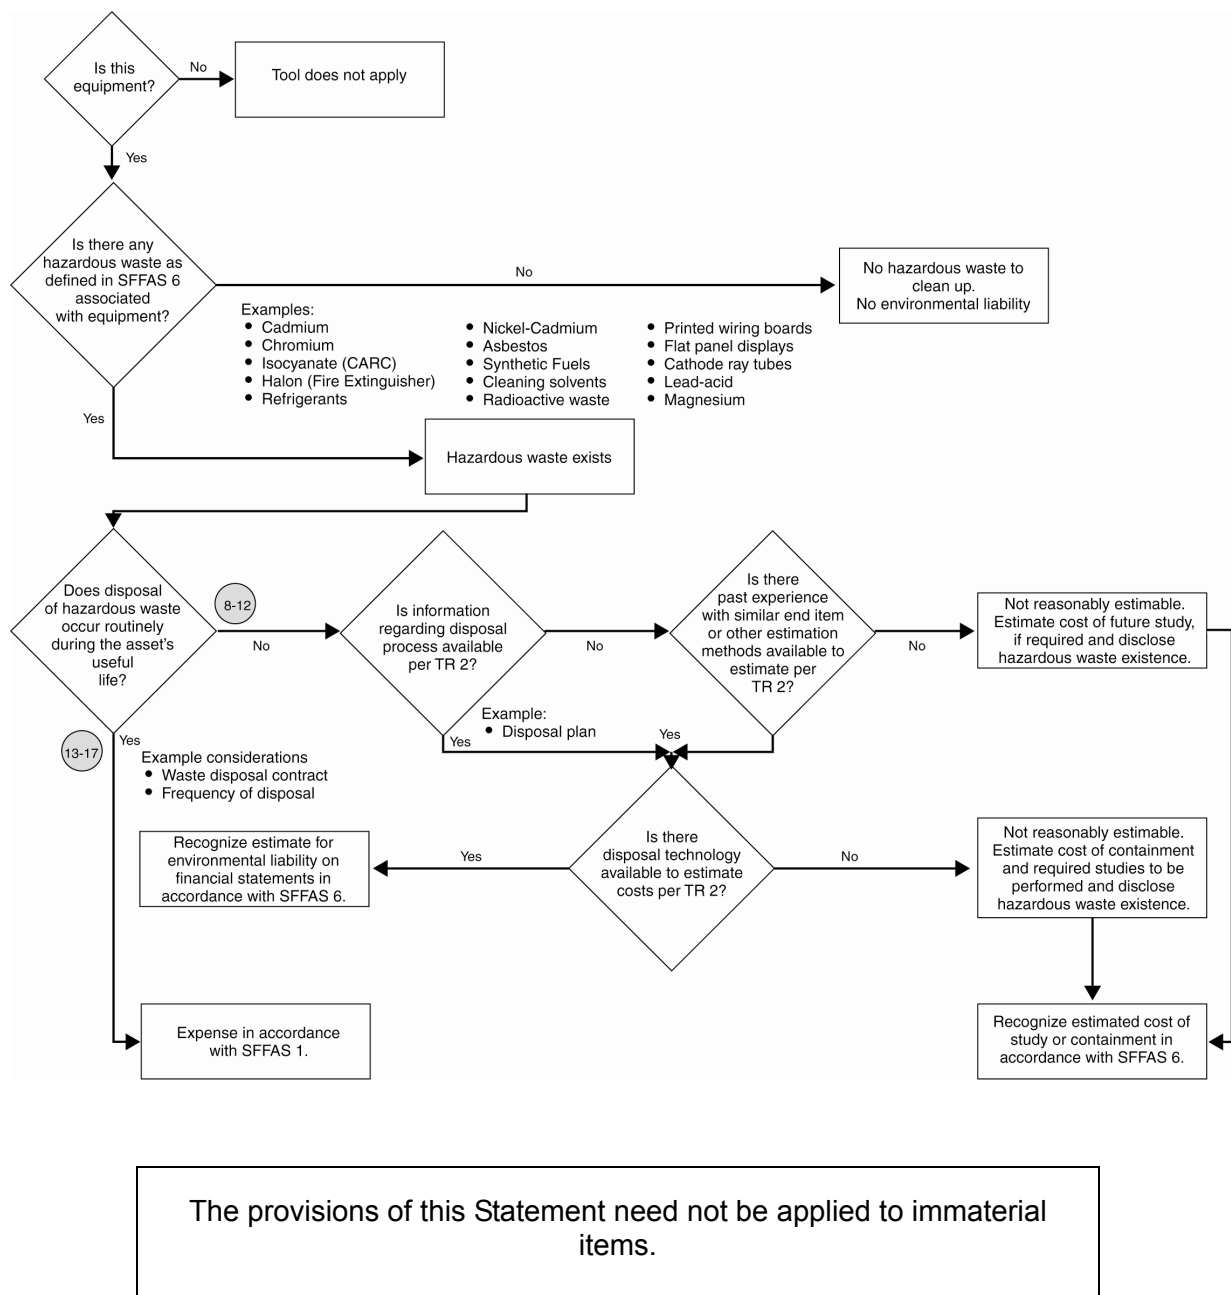 Is this
equipment?
No
Tool does not apply
Yes
Is there any
hazardous waste as
defined in SFFAS 6
associated
with equipment?
No
No hazardous waste to
clean up.
No environmental liability
Examples:
• Cadmium
• Chromium
• Isocyanate (CARC)
• Halon (Fire Extinguisher)
• Refrigerants
• Nickel-Cadmium
• Asbestos
• Synthetic Fuels
• Cleaning solvents
• Radioactive waste
• Printed wiring boards
• Flat panel displays
• Cathode ray tubes
• Lead-acid
• Magnesium
Yes
Hazardous waste exists
Does disposal
of hazardous waste
occur routinely
during the asset's
useful
life?
8-12
No
Is information
regarding disposal
process available
per TR 2?
No
Is there
past experience
with similar end item
or other estimation
methods available to
estimate per
TR 2?
No
Not reasonably estimable.
Estimate cost of future study,
if required and disclose
hazardous waste existence.
13-17
Yes
Example considerations
• Waste disposal contract
• Frequency of disposal
Yes
Example:
• Disposal plan
Yes
Is there
disposal technology
available to estimate
costs per TR 2?
Yes
Recognize estimate for
environmental liability on
financial statements in
accordance with SFFAS 6.
No
Not reasonably estimable.
Estimate cost of containment
and required studies to be
performed and disclose
hazardous waste existence.
Expense in accordance
with SFFAS 1.
Recognize estimated cost of
study or containment in
accordance with SFFAS 6.
The provisions of this Statement need not be applied to immaterial
items.